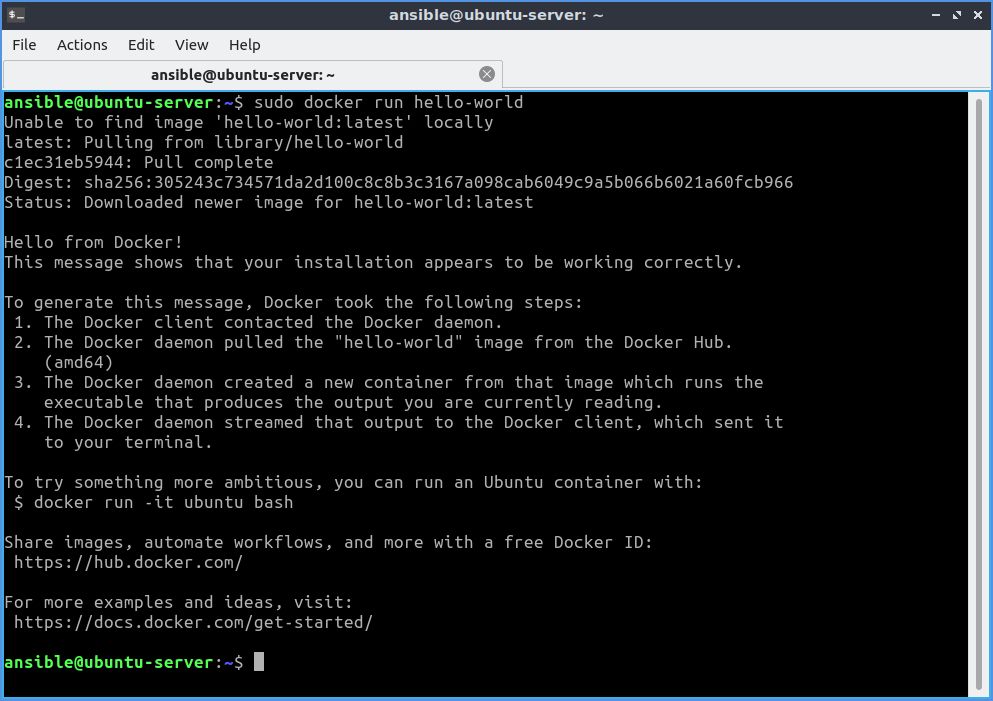 ansible@ubuntu-server: ~
File Actions Edit View Help
ansible@ubuntu-server: ~
ansible@ubuntu-server:~$ sudo docker run hello-world
Unable to find image 'hello-world:latest' locally
latest: Pulling from library/hello-world
c1ec31eb5944: Pull complete
Digest: sha256:305243c734571da2d100c8c8b3c3167a098cab6049c9a5b066b6021a60fcb966
Status: Downloaded newer image for hello-world:latest

Hello from Docker!
This message shows that your installation appears to be working correctly.

To generate this message, Docker took the following steps:
 1. The Docker client contacted the Docker daemon.
 2. The Docker daemon pulled the "hello-world" image from the Docker Hub.
    (amd64)
 3. The Docker daemon created a new container from that image which runs the
    executable that produces the output you are currently reading.
 4. The Docker daemon streamed that output to the Docker client, which sent it
    to your terminal.

To try something more ambitious, you can run an Ubuntu container with:
 $ docker run -it ubuntu bash

Share images, automate workflows, and more with a free Docker ID:
 https://hub.docker.com/

For more examples and ideas, visit:
 https://docs.docker.com/get-started/

ansible@ubuntu-server:~$